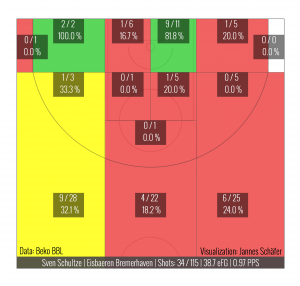 2 / 2
100.0 %
1 / 6
16.7 %
9 / 11
81.8 %
1 / 5
20.0 %
0 / 1
0.0 %
0 / 0
0.0 %
1 / 3
33.3 %
0 / 1
0.0 %
1 / 5
20.0 %
0 / 5
0.0 %
0 / 1
0.0 %
9 / 28
32.1 %
4 / 22
18.2 %
6 / 25
24.0 %
Data: Beko BBL
Visualization: Jannes Schäfer
Sven Schultze | Eisbaeren Bremerhaven | Shots: 34 / 115 | 38.7 eFG | 0.97 PPS